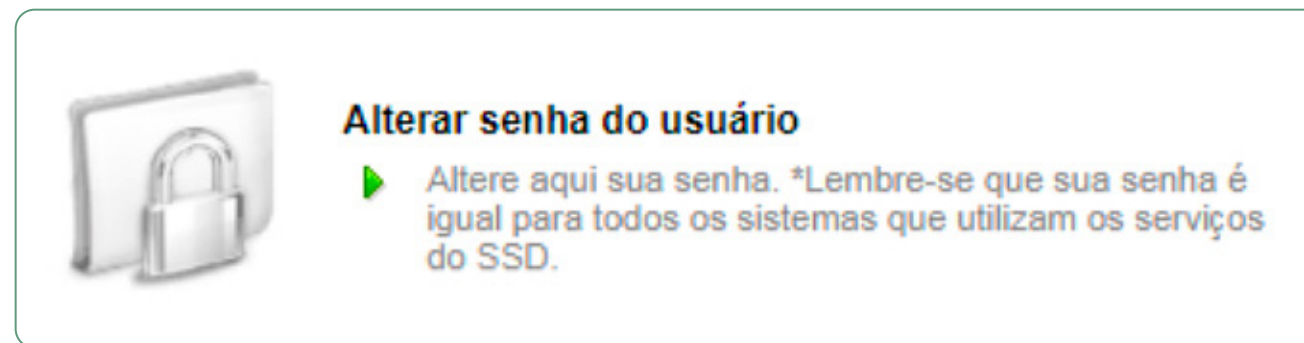 Alterar senha do usuário
Altere aqui sua senha. *Lembre-se que sua senha é
igual para todos os sistemas que utilizam os serviços
do SSD.